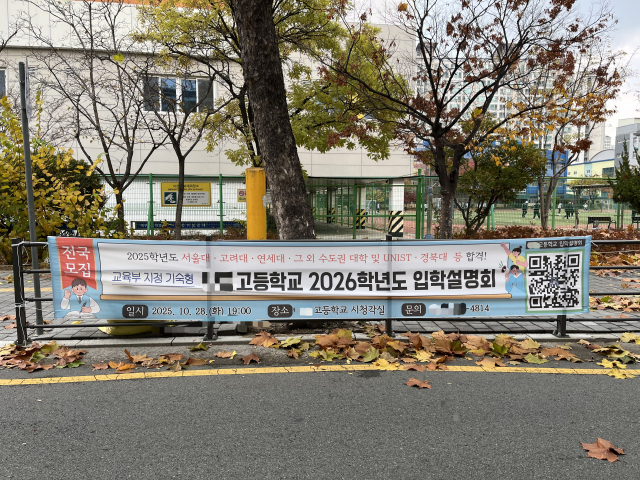 전국
모집
2025학년도 서울대 · 고려대 · 연세대 · 그 외 수도권 대학 및 UNIST · 경북대 등 합격!
교육부 지정 기숙형
고등학교 2026학년도 입학설명회
일시 2025. 10. 28.(화) 19:00 장소 고등학교 시청각실 문의 -4814